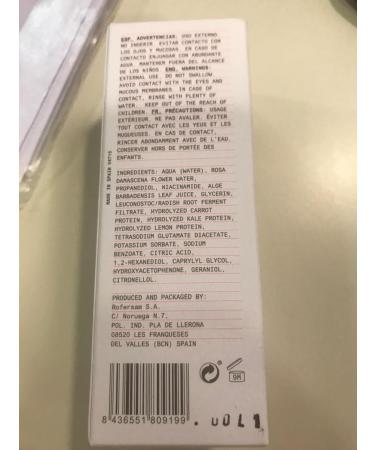 ESP. ADVERTENCIAS: USO EXTERNO
NO INGERIR. EVITAR CONTACTO CON
LOS OJOS Y MUCOSAS. EN CASO DE
CONTACTO ENJUAGAR CON ABUNDANTE
AGUA. MANTENER FUERA DEL ALCANCE
DE LOS NIÑOS ENG. WARNINGS:
EXTERNAL USE. DO NOT SWALLOW
AVOID CONTACT WITH THE EYES AND
MUCOUS MEMBRANES. IN CASE OF
CONTACT, RINSE WITH PLENTY OF
WATER. KEEP OUT OF THE REACH OF
CHILDREN FR. PRÉCAUTIONS: USAGE
EXTÉRIEUR. NE PAS AVALER. ÉVITER
TOUT CONTACT AVEC LES YEUX ET LES
MUQUEUSES. EN CAS DE CONTACT,
RINCER ABONDAMMENT AVEC DE L'EAU.
CONSERVER HORS DE PORTÉE DES
ENFANTS.
MADE IN SPAIN
INGREDIENTS: AQUA (WATER), ROSA
DAMASCENA FLOWER WATER,
PROPANEDIOL, NIACINAMIDE, ALOE
BARBADENSIS LEAF JUICE, GLYCERIN,
LEUCONOSTOC/RADISH ROOT FERMENT
FILTRATE, HYDROLYZED CARROT
PROTEIN, HYDROLYZED KALE PROTEIN,
HYDROLYZED LEMON PROTEIN,
TETRASODIUM GLUTAMATE DIACETATE,
POTASSIUM SORBATE, SODIUM
BENZOATE, CITRIC ACID,
1,2-HEXANEDIOL, CAPRYLYL GLYCOL,
HYDROXYACETOPHENONE, GERANIOL,
CITRONELLOL.
PRODUCED AND PACKAGED BY:
Rofersam S.A.
C/ Noruega N.7.
POL. IND. PLA DE LLERONA
08520 LES FRANQUESES
DEL VALLES (BCN) SPAIN
9M
8 436551 809199